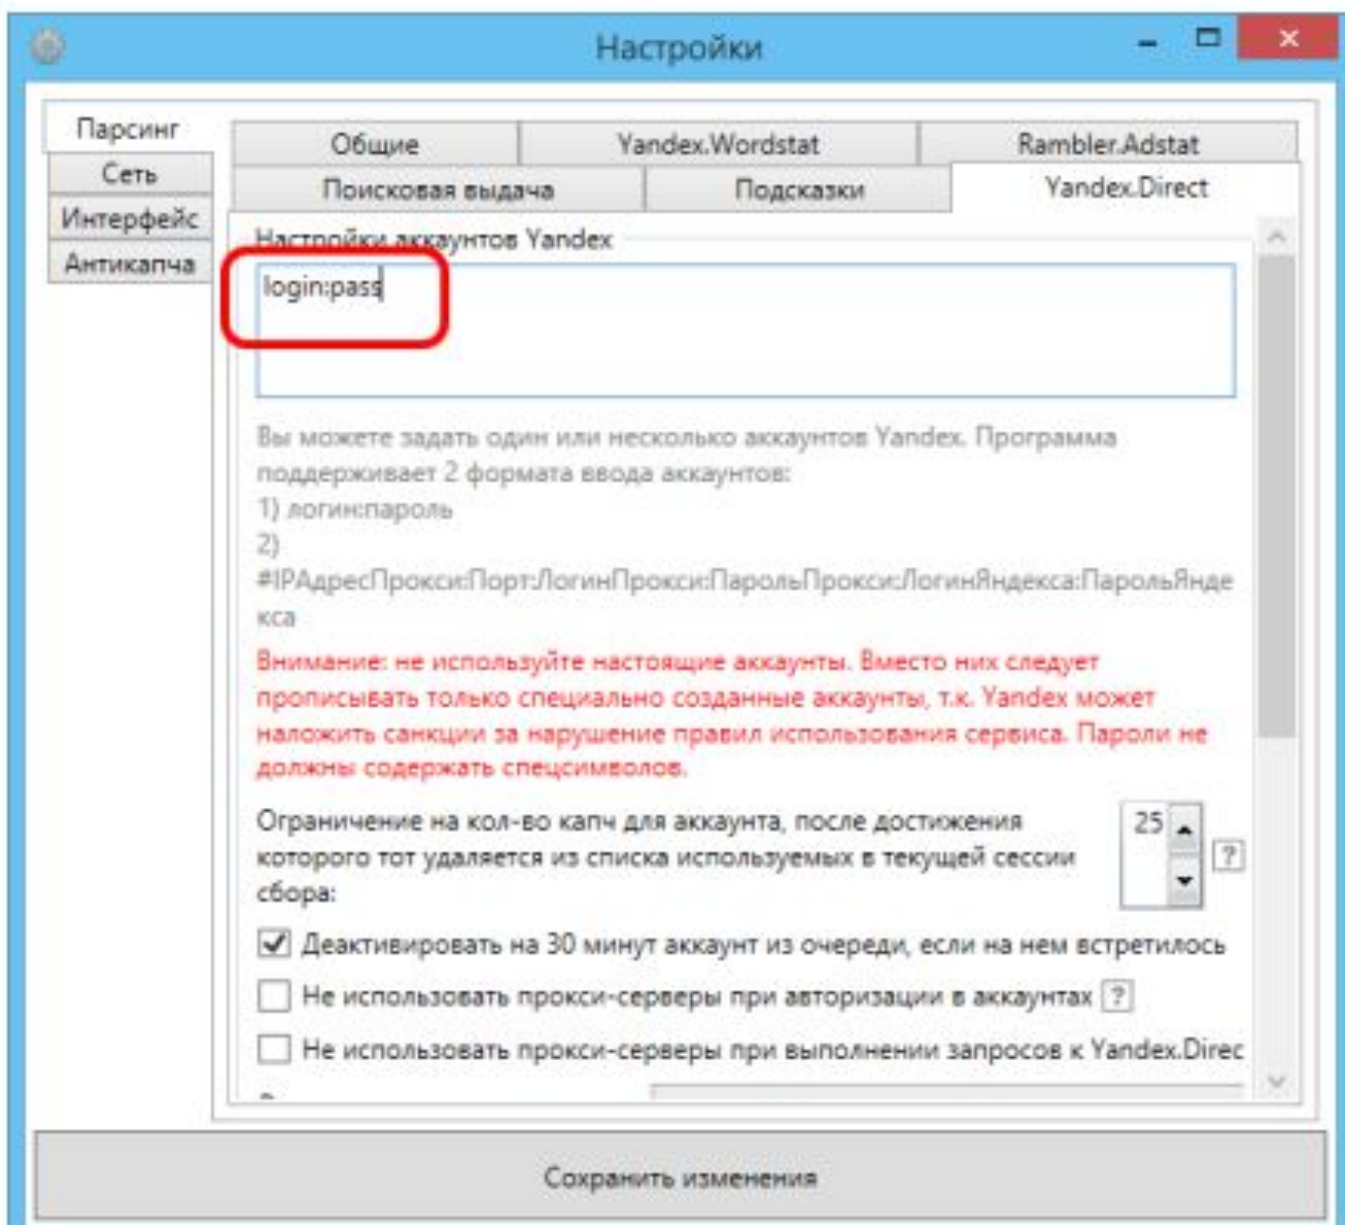 Настройки
Парсинг
Сеть
Интерфейс
Антикапча
Общие
Yandex.Wordstat
Rambler.Adstat
Поисковая выдача
Подсказки
Yandex.Direct
Настройки аккаунтов Yandex
login:pass
Вы можете задать один или несколько аккаунтов Yandex. Программа
поддерживает 2 формата ввода аккаунтов:
1) логин:пароль
2)
#IPАдресПрокси:Порт:ЛогинПрокси:ПарольПрокси:ЛогинЯндекса:ПарольЯнде
кса
Внимание: не используйте настоящие аккаунты. Вместо них следует
прописывать только специально созданные аккаунты, т.к. Yandex может
наложить санкции за нарушение правил использования сервиса. Пароли не
должны содержать спецсимволов.
Ограничение на кол-во капч для аккаунта, после достижения
которого тот удаляется из списка используемых в текущей сессии
сбора:
25
?
Деактивировать на 30 минут аккаунт из очереди, если на нем встретилось
Не использовать прокси-серверы при авторизации в аккаунтах ?
Не использовать прокси-серверы при выполнении запросов к Yandex.Direc
Сохранить изменения